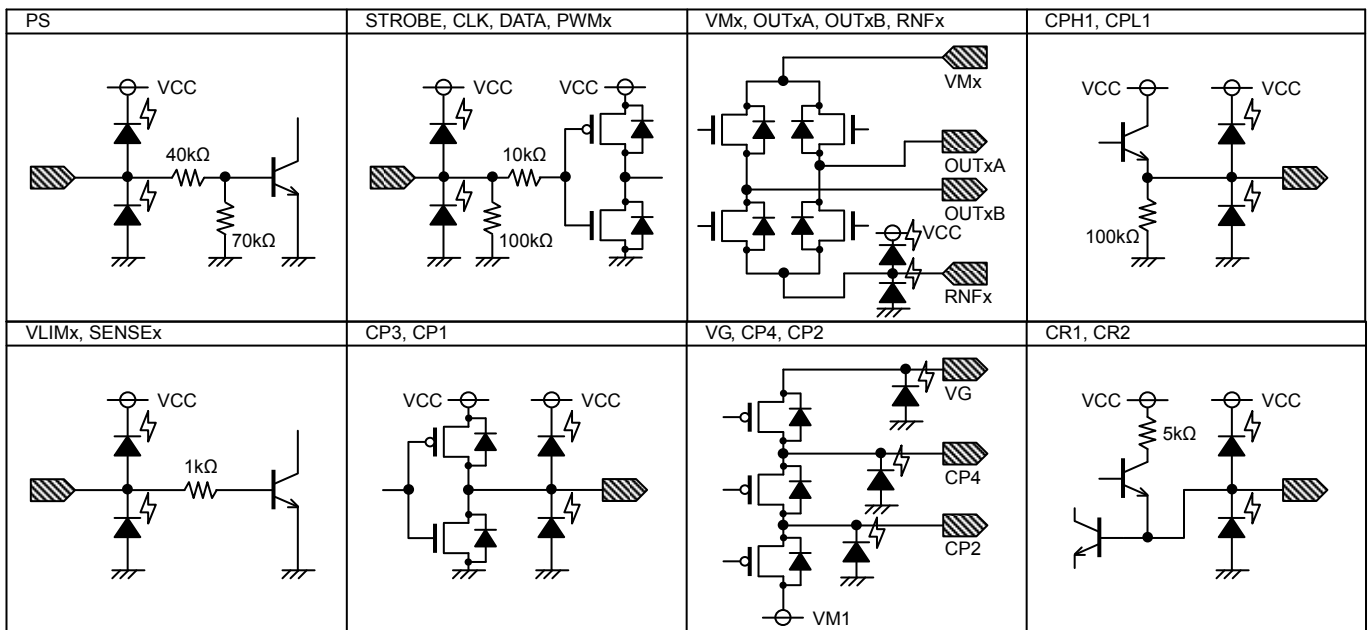 PS
STROBE, CLK, DATA, PWMx
VMx, OUTxA, OUTxB, RNFx
CPH1, CPL1
VCC
40kΩ
70kΩ
VCC
VCC
10kΩ
100kΩ
VMx
OUTxA
OUTxB
VCC
RNFx
VCC
VCC
100kΩ
VLIMx, SENSEx
CP3, CP1
VG, CP4, CP2
CR1, CR2
VCC
1kΩ
VCC
VCC
VG
CP4
CP2
VM1
VCC
VCC
5kΩ